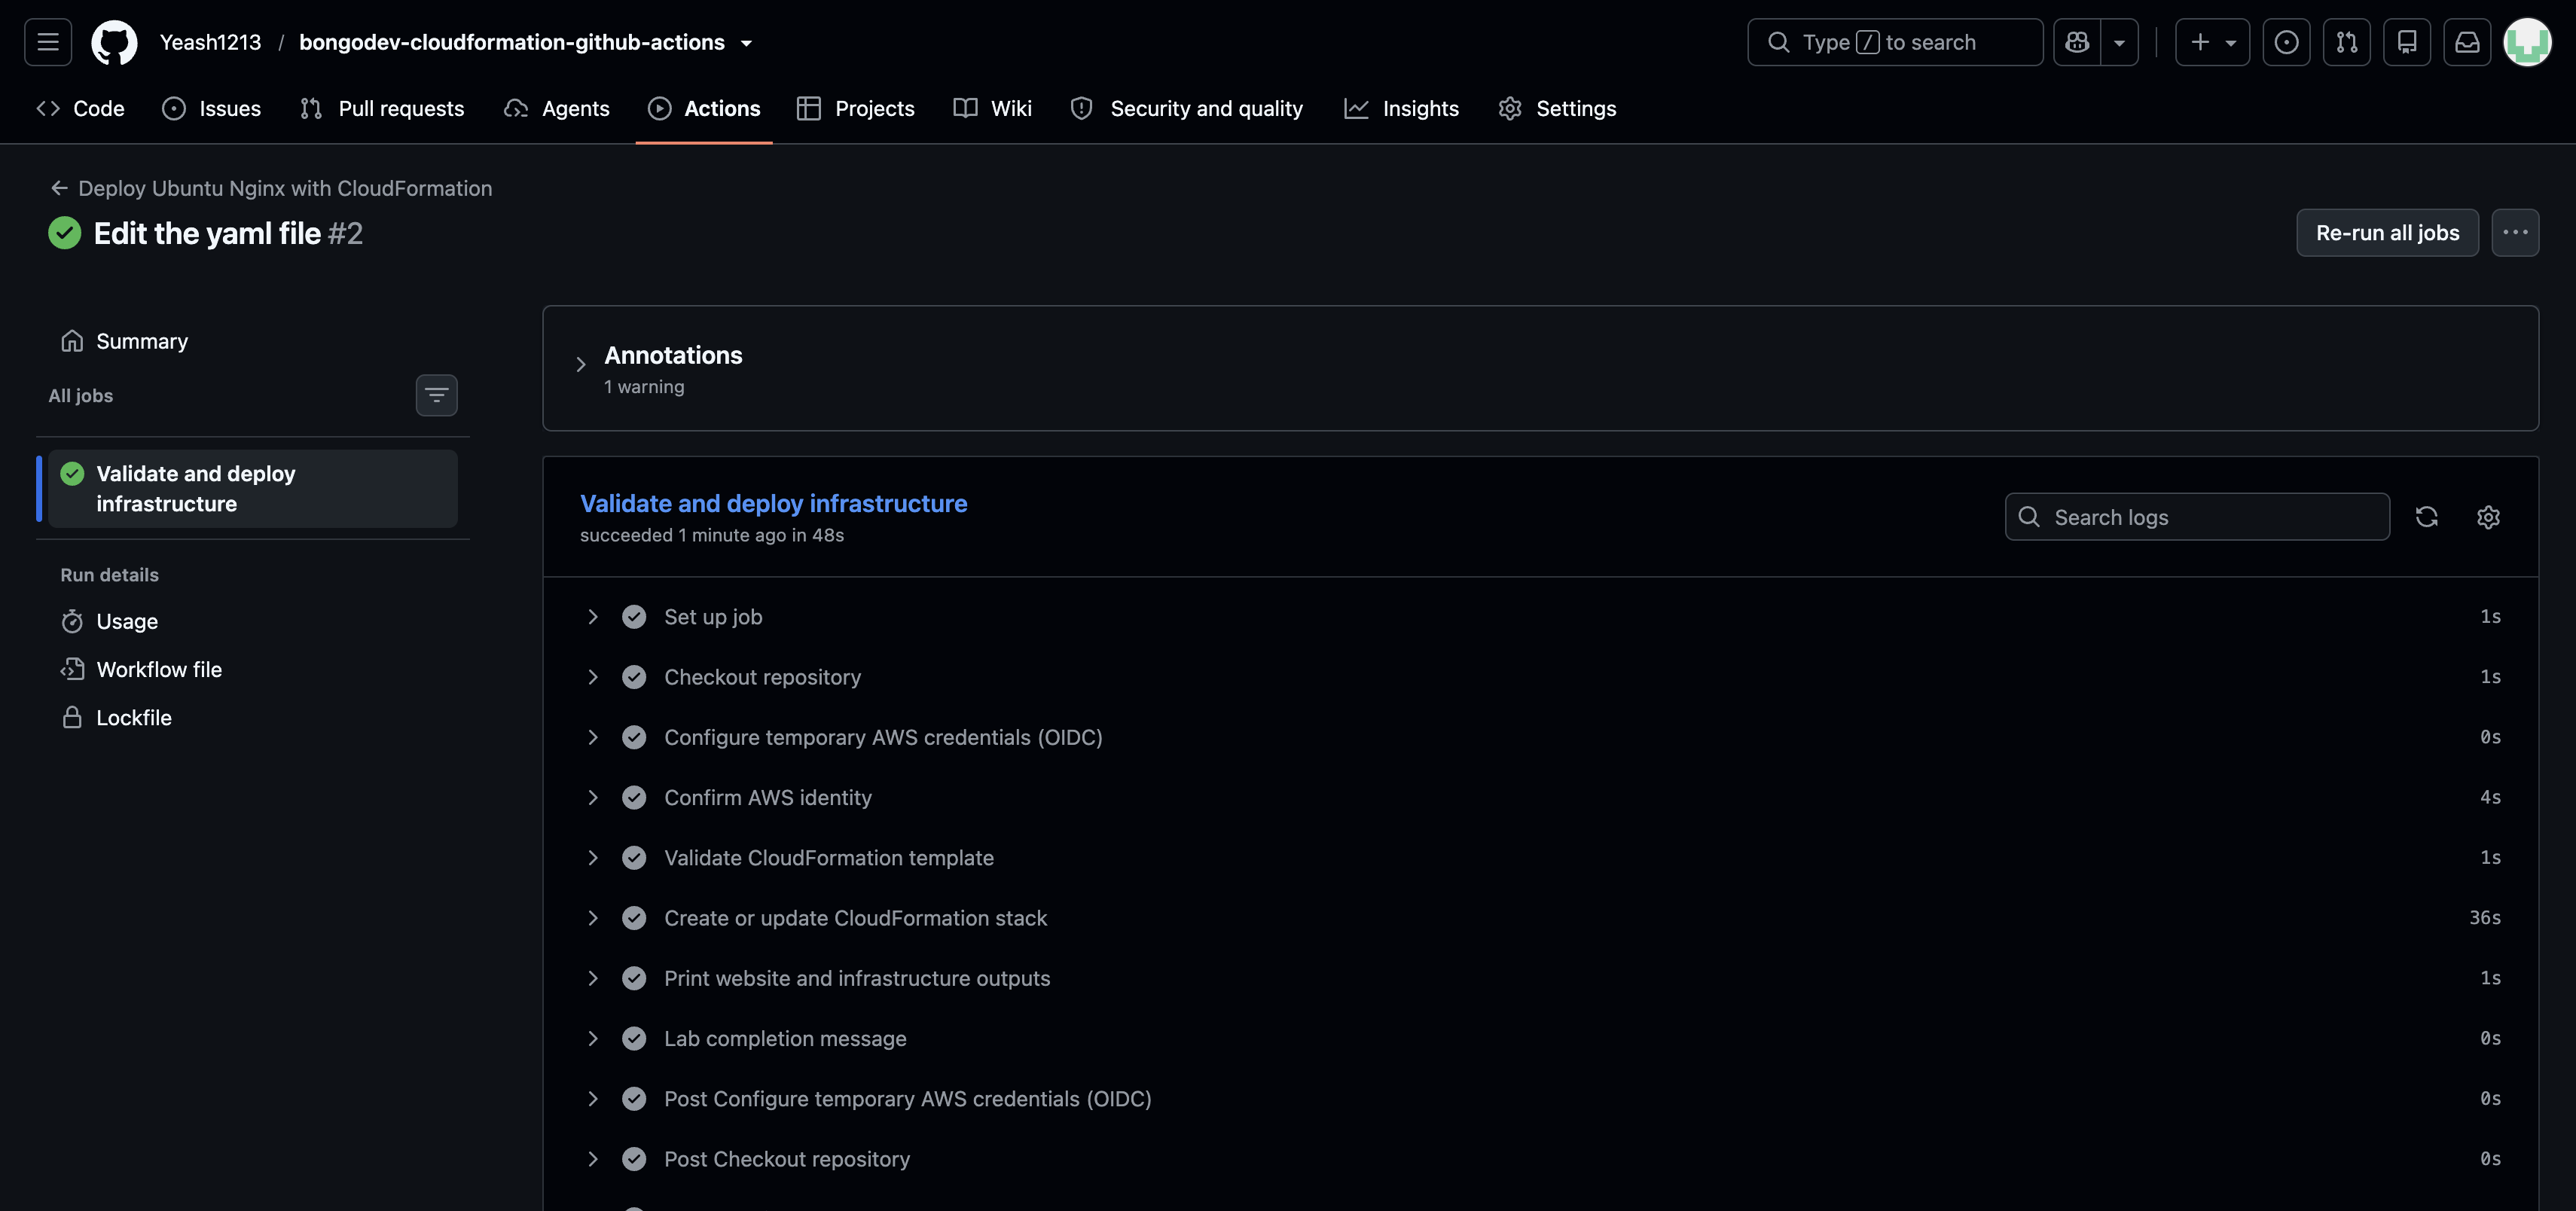 Yeash1213 / bongodev-cloudformation-github-actions
Type / to search
Code Issues Pull requests Agents Actions Projects Wiki Security and quality Insights Settings
Deploy Ubuntu Nginx with CloudFormation
Edit the yaml file #2
Re-run all jobs
Summary
All jobs
Validate and deploy
infrastructure
Run details
Usage
Workflow file
Lockfile
Annotations
1 warning
Validate and deploy infrastructure
succeeded 1 minute ago in 48s
Search logs
Set up job 1s
Checkout repository 1s
Configure temporary AWS credentials (OIDC) 0s
Confirm AWS identity 4s
Validate CloudFormation template 1s
Create or update CloudFormation stack 36s
Print website and infrastructure outputs 1s
Lab completion message 0s
Post Configure temporary AWS credentials (OIDC) 0s
Post Checkout repository 0s